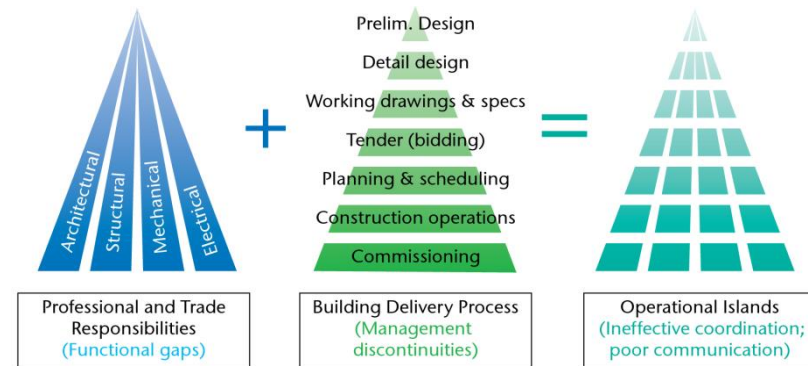 Architectural
Structural
Mechanical
Electrical
+
Prelim. Design
Detail design
Working drawings & specs
Tender (bidding)
Planning & scheduling
Construction operations
Commissioning
=
Professional and Trade
Responsibilities
(Functional gaps)
Building Delivery Process
(Management
discontinuities)
Operational Islands
(Ineffective coordination;
poor communication)